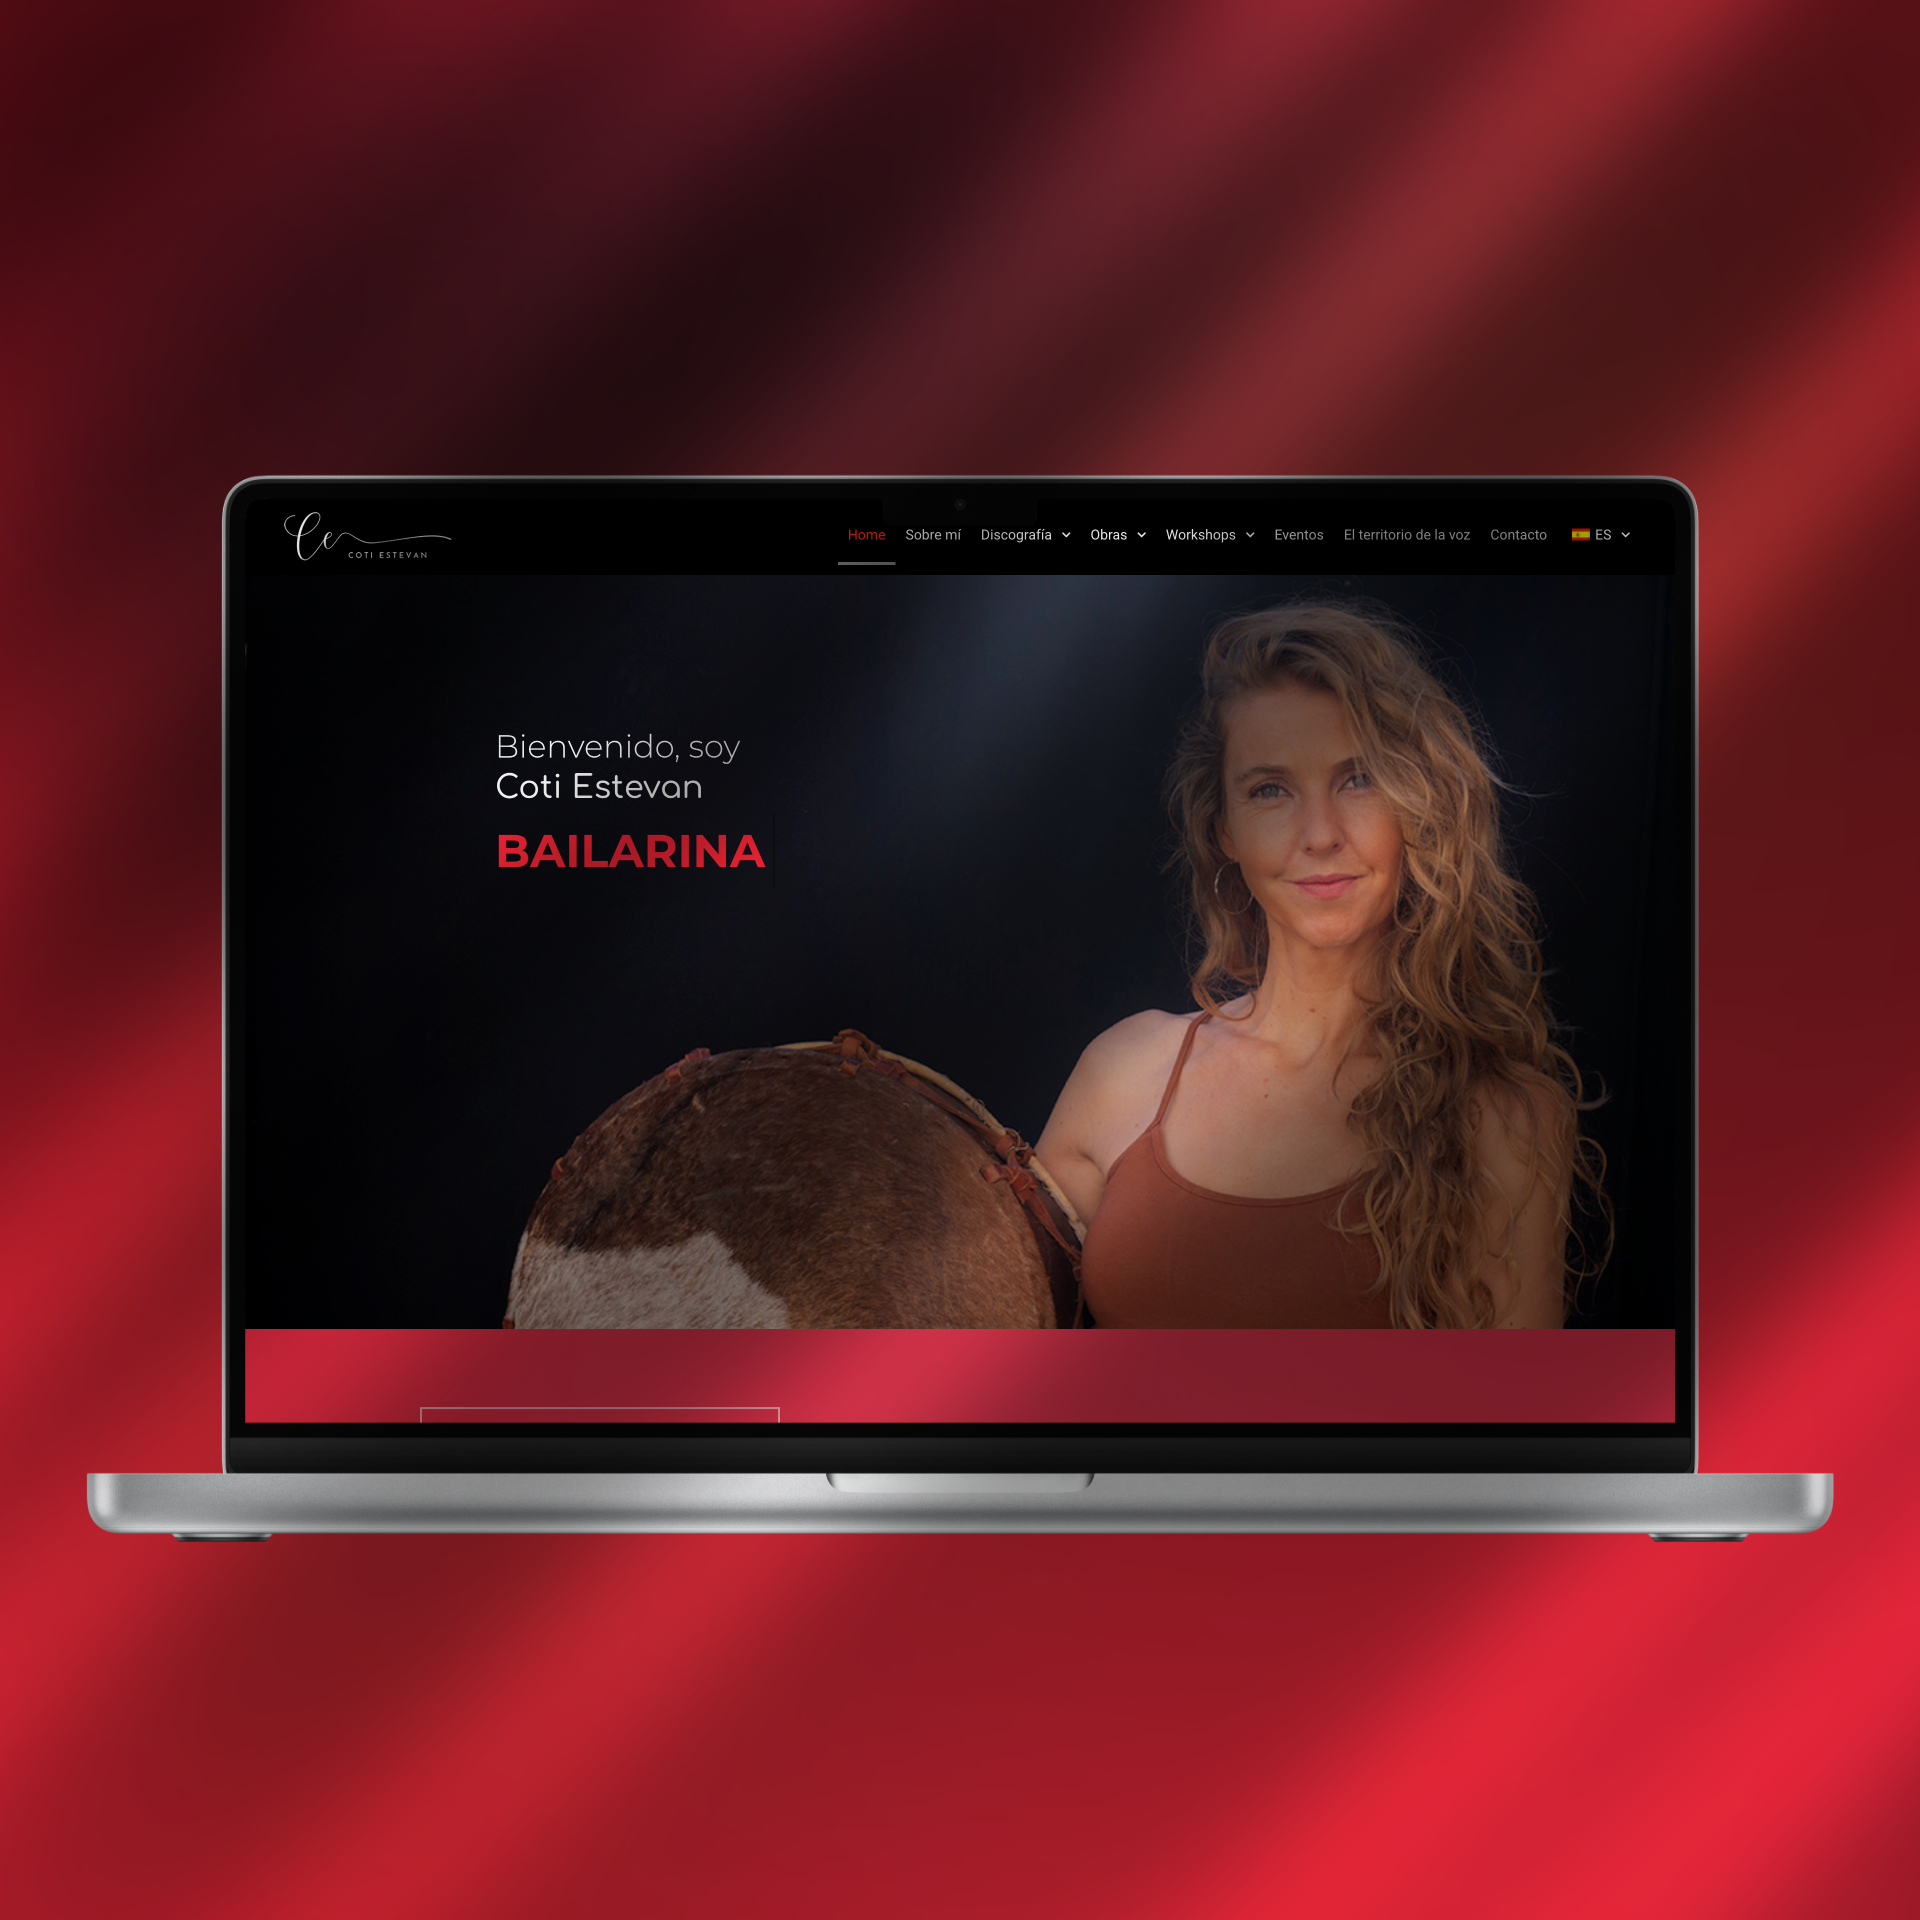 Ce
COTI ESTEVAN
Home Sobre mí Discografía Obras Workshops Eventos El territorio de la voz Contacto ES
Bienvenido, soy
Coti Estevan
BAILARINA